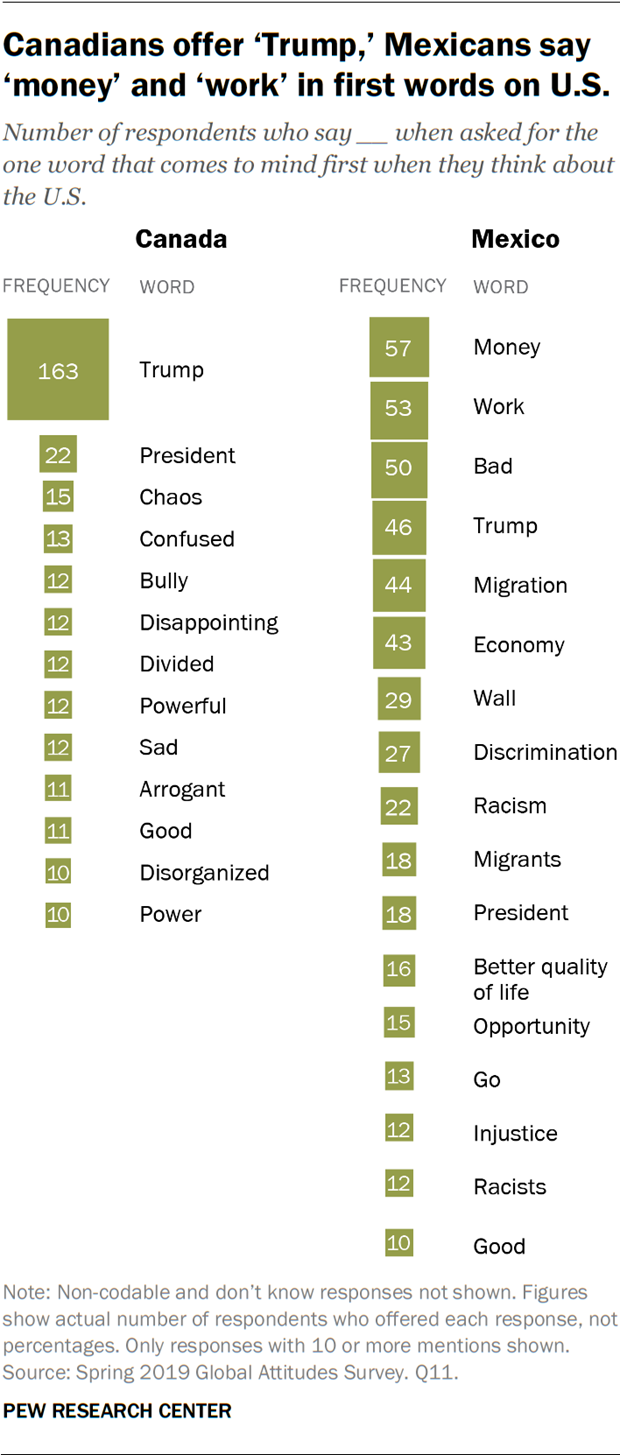 Canadians offer ‘Trump,’ Mexicans say
‘money’ and ‘work’ in first words on U.S.
Number of respondents who say __ when asked for the
one word that comes to mind first when they think about
the U.S.
Canada
FREQUENCY WORD
163 Trump
22 President
15 Chaos
13 Confused
12 Bully
12 Disappointing
12 Divided
12 Powerful
12 Sad
11 Arrogant
11 Good
10 Disorganized
10 Power
Mexico
FREQUENCY WORD
57 Money
53 Work
50 Bad
46 Trump
44 Migration
43 Economy
29 Wall
27 Discrimination
22 Racism
18 Migrants
18 President
16 Better quality
of life
15 Opportunity
13 Go
12 Injustice
12 Racists
10 Good
Note: Non-codable and don’t know responses not shown. Figures
show actual number of respondents who offered each response, not
percentages. Only responses with 10 or more mentions shown.
Source: Spring 2019 Global Attitudes Survey. Q11.
PEW RESEARCH CENTER